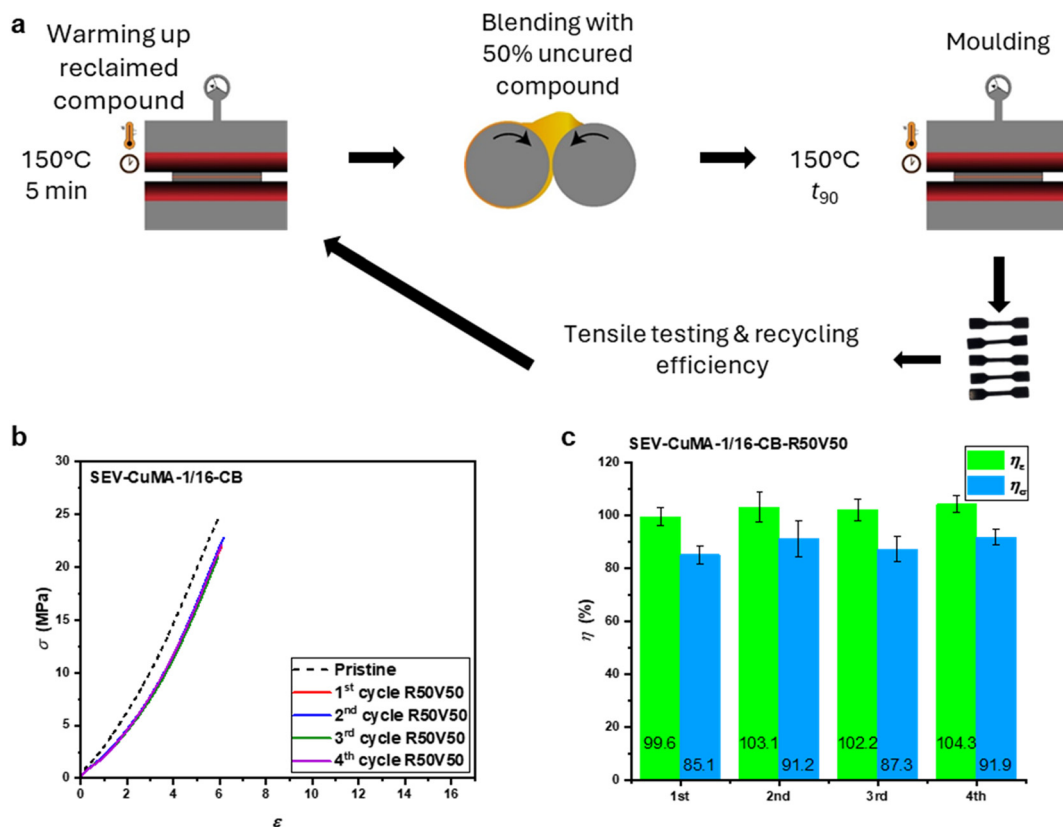 a
Warming up
reclaimed
compound
150°C
5 min
Blending with
50% uncured
compound
Moulding
150°C
t₉₀
Tensile testing & recycling
efficiency
b
SEV-CuMA-1/16-CB
σ (MPa)
30
25
20
15
10
5
0
Pristine
1st cycle R50V50
2nd cycle R50V50
3rd cycle R50V50
4th cycle R50V50
0 2 4 6 8 10 12 14 16
ε
c
SEV-CuMA-1/16-CB-R50V50
η (%)
120
100
80
60
40
20
0
ηε
ησ
99.6 85.1 103.1 91.2 102.2 87.3 104.3 91.9
1st 2nd 3rd 4th